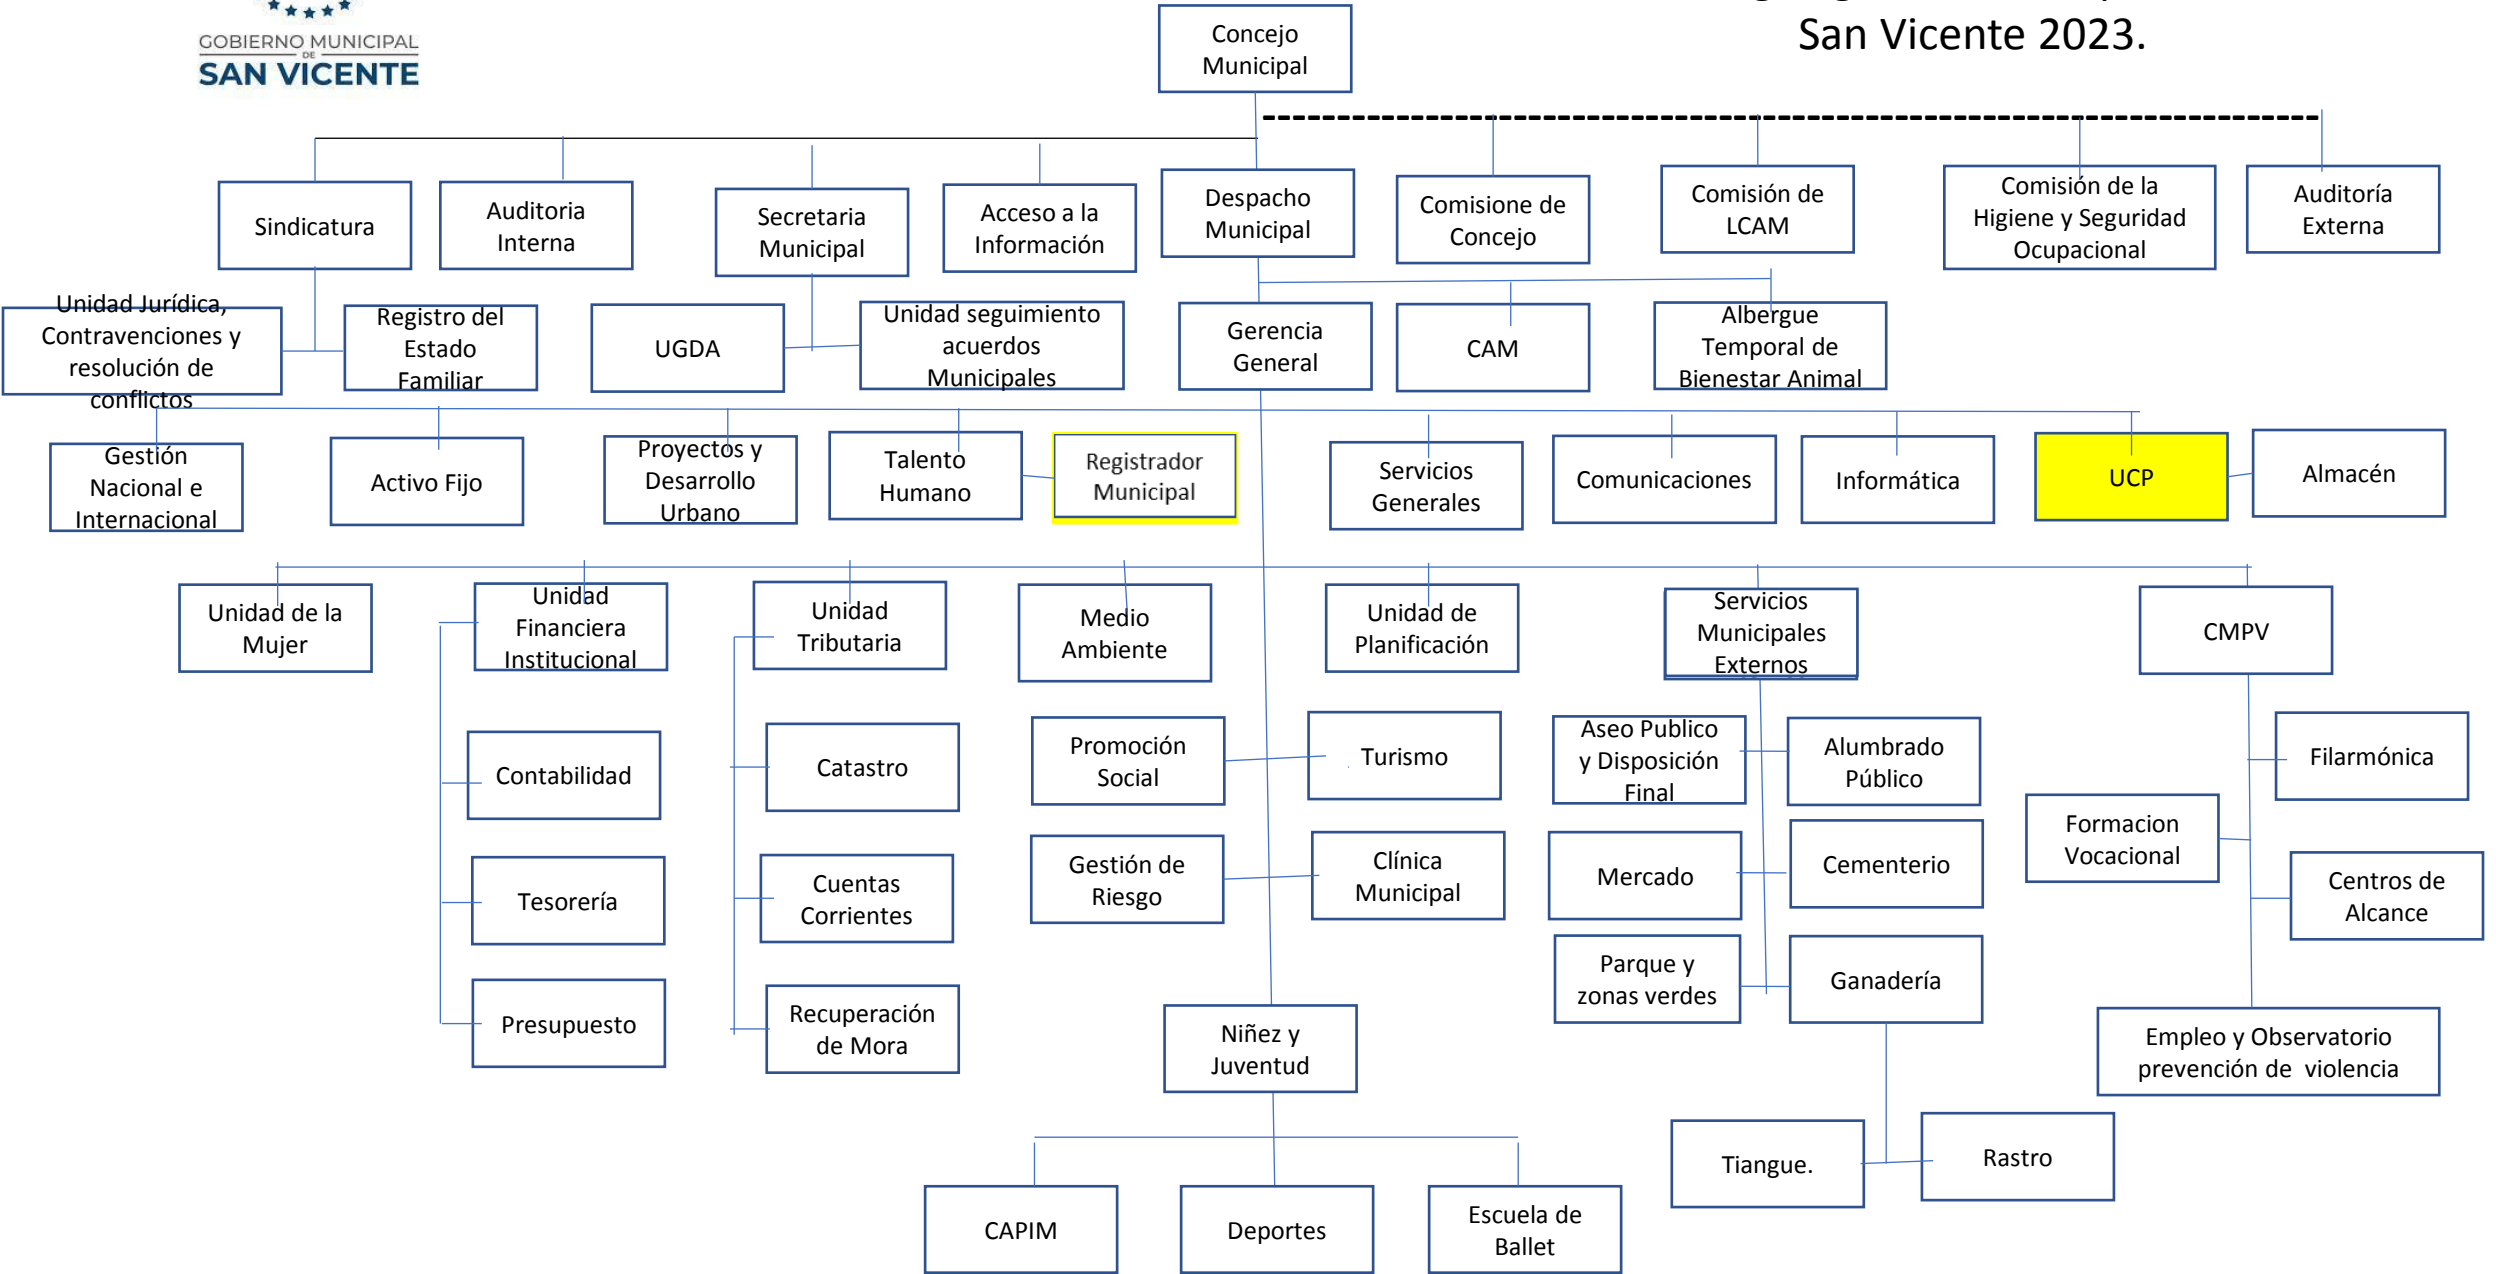 GOBIERNO MUNICIPAL
DE
SAN VICENTE
San Vicente 2023.
Concejo
Municipal
Sindicatura
Auditoria
Interna
Secretaria
Municipal
Acceso a la
Información
Despacho
Municipal
Comisione de
Concejo
Comisión de
LCAM
Comisión de la
Higiene y Seguridad
Ocupacional
Auditoría
Externa
Unidad Jurídica,
Contravenciones y
resolución de
conflictos
Registro del
Estado
Familiar
UGDA
Unidad seguimiento
acuerdos
Municipales
Gerencia
General
CAM
Albergue
Temporal de
Bienestar Animal
Gestión
Nacional e
Internacional
Activo Fijo
Proyectos y
Desarrollo
Urbano
Talento
Humano
Registrador
Municipal
Servicios
Generales
Comunicaciones
Informática
UCP
Almacén
Unidad de la
Mujer
Unidad
Financiera
Institucional
Unidad
Tributaria
Medio
Ambiente
Unidad de
Planificación
Servicios
Municipales
Externos
CMPV
Contabilidad
Catastro
Promoción
Social
Turismo
Aseo Publico
y Disposición
Final
Alumbrado
Público
Filarmónica
Tesorería
Cuentas
Corrientes
Gestión de
Riesgo
Clínica
Municipal
Mercado
Cementerio
Formacion
Vocacional
Centros de
Alcance
Presupuesto
Recuperación
de Mora
Niñez y
Juventud
Parque y
zonas verdes
Ganadería
Empleo y Observatorio
prevención de  violencia
Tiangue.
Rastro
CAPIM
Deportes
Escuela de
Ballet